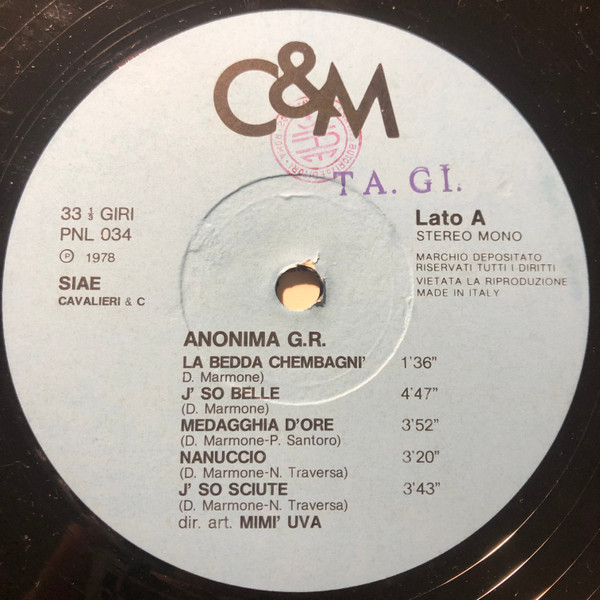 C&M
TA. GI.
33 ⅓ GIRI
PNL 034
℗ 1978
SIAE
CAVALIERI & C
Lato A
STEREO MONO
MARCHIO DEPOSITATO
RISERVATI TUTTI I DIRITTI
VIETATA LA RIPRODUZIONE
MADE IN ITALY
ANONIMA G.R.
LA BEDDA CHEMBAGNI' 1'36"
D. Marmone)
J' SO BELLE 4'47"
(D. Marmone)
MEDAGGHIA D'ORE 3'52"
(D. Marmone-P. Santoro)
NANUCCIO 3'20"
(D. Marmone-N. Traversa)
J' SO SCIUTE 3'43"
(D. Marmone-N. Traversa)
dir. art. MIMI' UVA